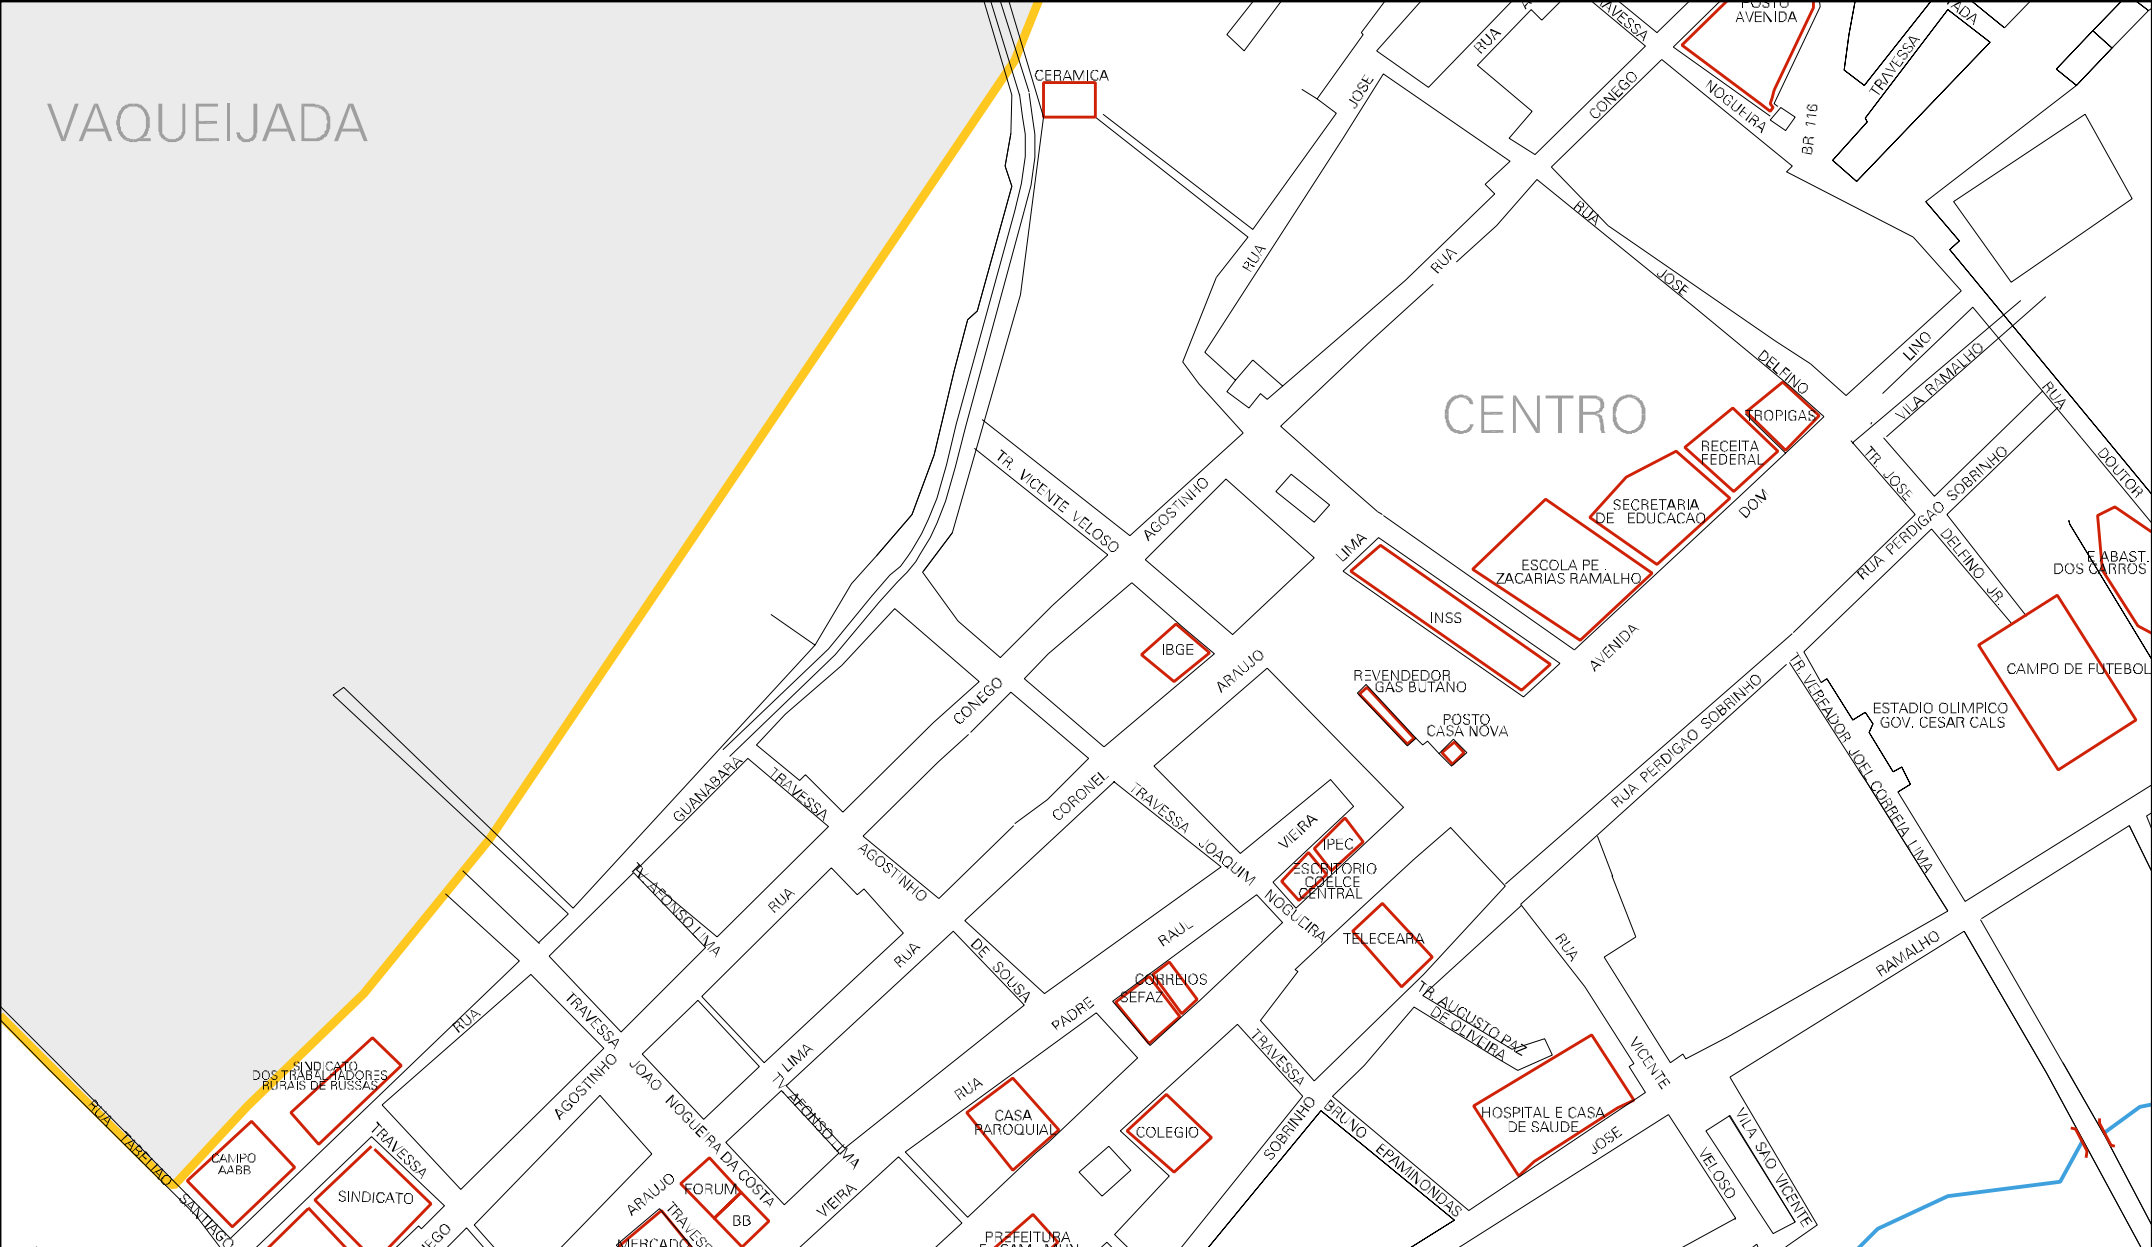 POSTO
AVENIDA
CERAMICA
VAQUEIJADA
RUA
JOSE
CONEGO
NOGUEIRA
BR 116
TRAVESSA
RUA
RUA
RUA
JOSE
DELFINO
LINO
VILA RAMALHO
RUA
DOUTOR
CENTRO
TROPIGAS
RECEITA
FEDERAL
SECRETARIA
DE EDUCACAO
DOM
TR. JOSE
DELFINO JR.
RUA PERDIGAO SOBRINHO
TR. VICENTE VELOSO
AGOSTINHO
LIMA
ESCOLA PE .
ZACARIAS RAMALHO
INSS
AVENIDA
E ABAST.
DOS CARROS
CAMPO DE FUTEBOL
ESTADIO OLIMPICO
GOV. CESAR CALS
IBGE
ARAUJO
CONEGO
REVENDEDOR
GAS BUTANO
POSTO
CASA NOVA
RUA PERDIGAO SOBRINHO
TR. VEREADOR JOEL CORREIA LIMA
GUANABARA
TRAVESSA
AGOSTINHO
CORONEL
TRAVESSA JOAQUIM NOGUEIRA
VIEIRA
IPEC
ESCRITORIO
COELCE
CENTRAL
TV. AFONSO LIMA
RUA
RUA
DE SOUSA
RAUL
PADRE
CORREIOS
SEFAZ
TELECEARA
RUA
VICENTE
RAMALHO
TR. AUGUSTO PAZ
DE OLIVEIRA
HOSPITAL E CASA
DE SAUDE
JOSE
VELOSO
VILA SAO VICENTE
RUA
TRAVESSA
JOAO NOGUEIRA DA COSTA
AGOSTINHO
LIMA
TV. AFONSO LIMA
RUA
CASA
PAROQUIAL
COLEGIO
TRAVESSA
BRUNO EPAMINONDAS
SOBRINHO
SINDICATO
DOS TRABALHADORES
RURAIS DE RUSSAS
RUA TABELIAO SANTIAGO
CAMPO
AABB
TRAVESSA
SINDICATO
ARAUJO
FORUM
BB
VIEIRA
TRAVESS
MERCADO
PREFEITURA